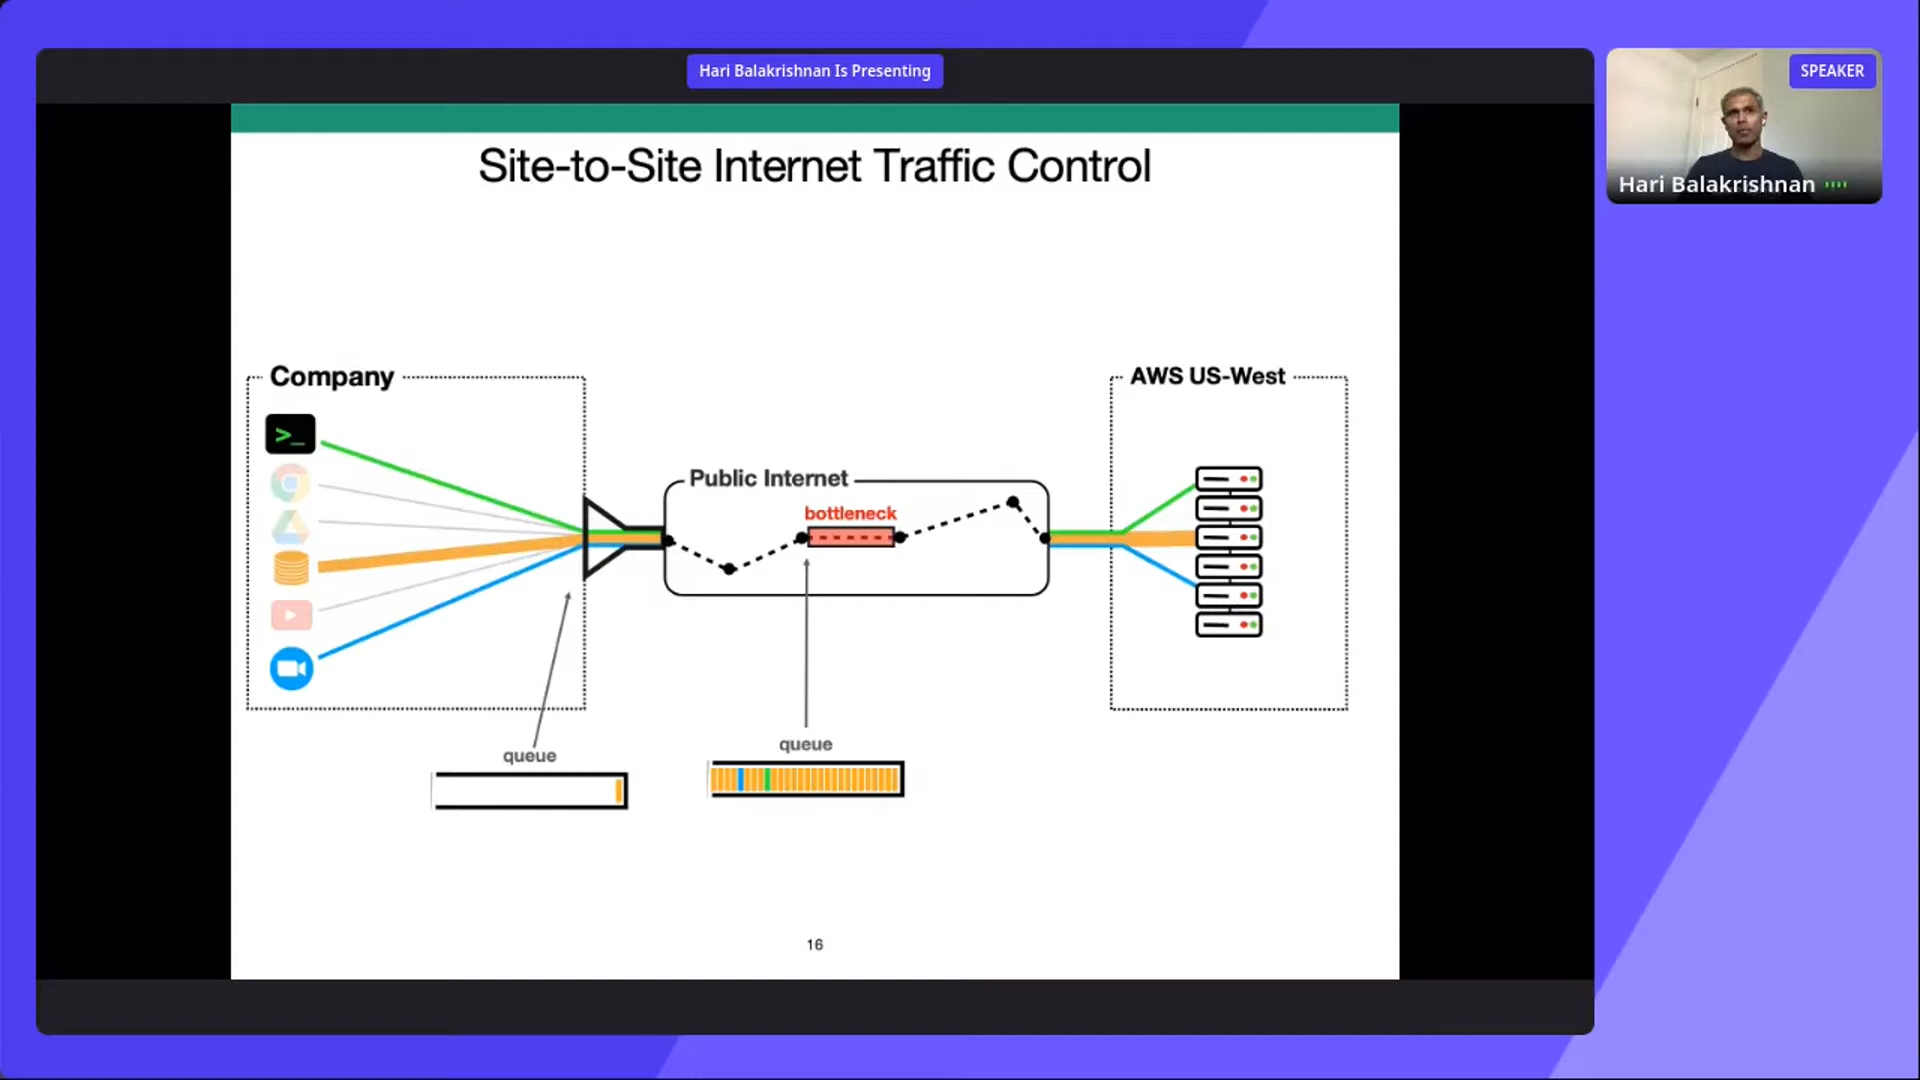 Hari Balakrishnan Is Presenting
SPEAKER
Hari Balakrishnan
Site-to-Site Internet Traffic Control
Company
AWS US-West
>_
Public Internet
bottleneck
queue
queue
16